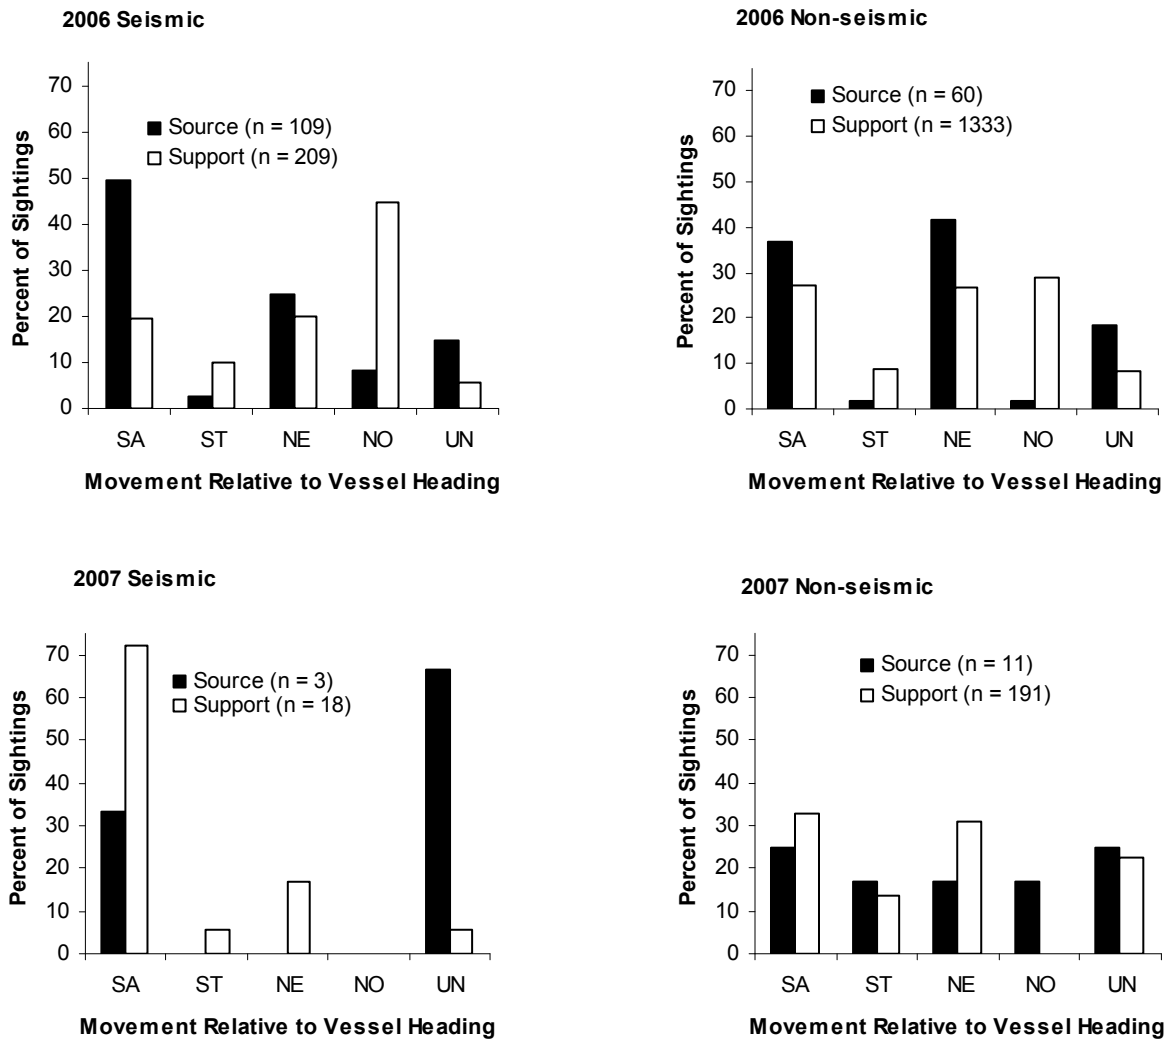 2006 Seismic
Percent of Sightings
70
60
50
40
30
20
10
0
Source (n = 109)
Support (n = 209)
SA ST NE NO UN
Movement Relative to Vessel Heading
2006 Non-seismic
Percent of Sightings
70
60
50
40
30
20
10
0
Source (n = 60)
Support (n = 1333)
SA ST NE NO UN
Movement Relative to Vessel Heading
2007 Seismic
Percent of Sightings
70
60
50
40
30
20
10
0
Source (n = 3)
Support (n = 18)
SA ST NE NO UN
Movement Relative to Vessel Heading
2007 Non-seismic
Percent of Sightings
70
60
50
40
30
20
10
0
Source (n = 11)
Support (n = 191)
SA ST NE NO UN
Movement Relative to Vessel Heading